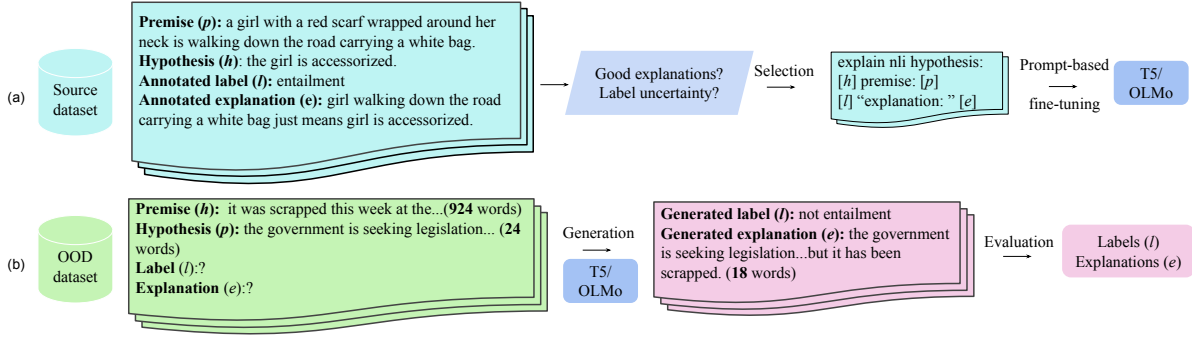 (a)
Source
dataset
Premise (p): a girl with a red scarf wrapped around her
neck is walking down the road carrying a white bag.
Hypothesis (h): the girl is accessorized.
Annotated label (l): entailment
Annotated explanation (e): girl walking down the road
carrying a white bag just means girl is accessorized.
Good explanations?
Label uncertainty?
Selection
explain nli hypothesis:
[h] premise: [p]
[l] “explanation: ” [e]
Prompt-based
fine-tuning
T5/
OLMo
(b)
OOD
dataset
Premise (h): it was scrapped this week at the...(924 words)
Hypothesis (p): the government is seeking legislation... (24
words)
Label (l):?
Explanation (e):?
Generation
T5/
OLMo
Generated label (l): not entailment
Generated explanation (e): the government
is seeking legislation...but it has been
scrapped. (18 words)
Evaluation
Labels (l)
Explanations (e)